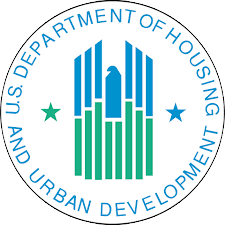 U.S. DEPARTMENT OF HOUSING
AND URBAN DEVELOPMENT